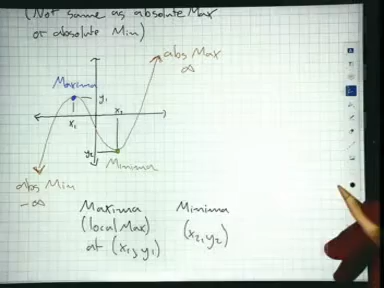 (Not same as absolute Max
or absolute Min)
abs Max
∞
Maxima
y₁
x₁
x₂
y₂
Minima
abs Min
-∞
Maxima
(local Max)
at (x₁, y₁)
Minima
(x₂, y₂)